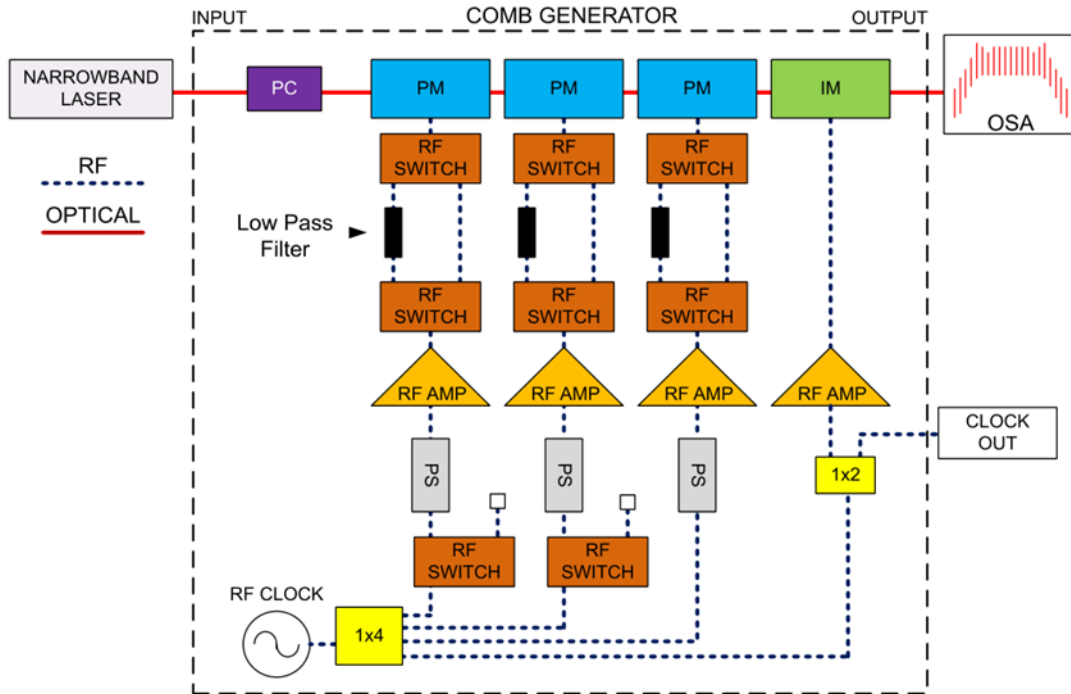 INPUT
COMB GENERATOR
OUTPUT
NARROWBAND
LASER
PC
PM
PM
PM
IM
OSA
RF
SWITCH
RF
SWITCH
RF
SWITCH
RF
OPTICAL
Low Pass
Filter
RF
SWITCH
RF
SWITCH
RF
SWITCH
RF AMP
RF AMP
RF AMP
RF AMP
CLOCK
OUT
PS
PS
PS
1x2
RF
SWITCH
RF
SWITCH
RF CLOCK
1x4